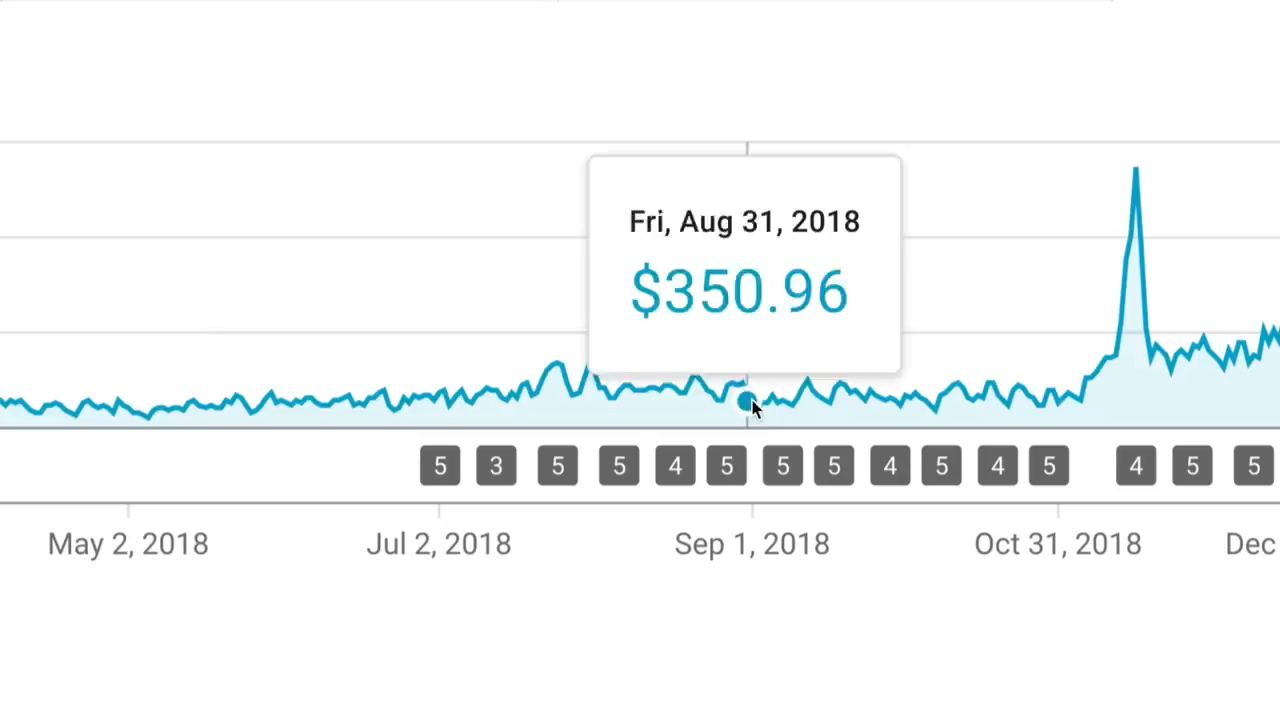 Fri, Aug 31, 2018
$350.96
5 3 5 5 4 5 5 5 4 5 4 5 4 5 5
May 2, 2018 Jul 2, 2018 Sep 1, 2018 Oct 31, 2018 Dec